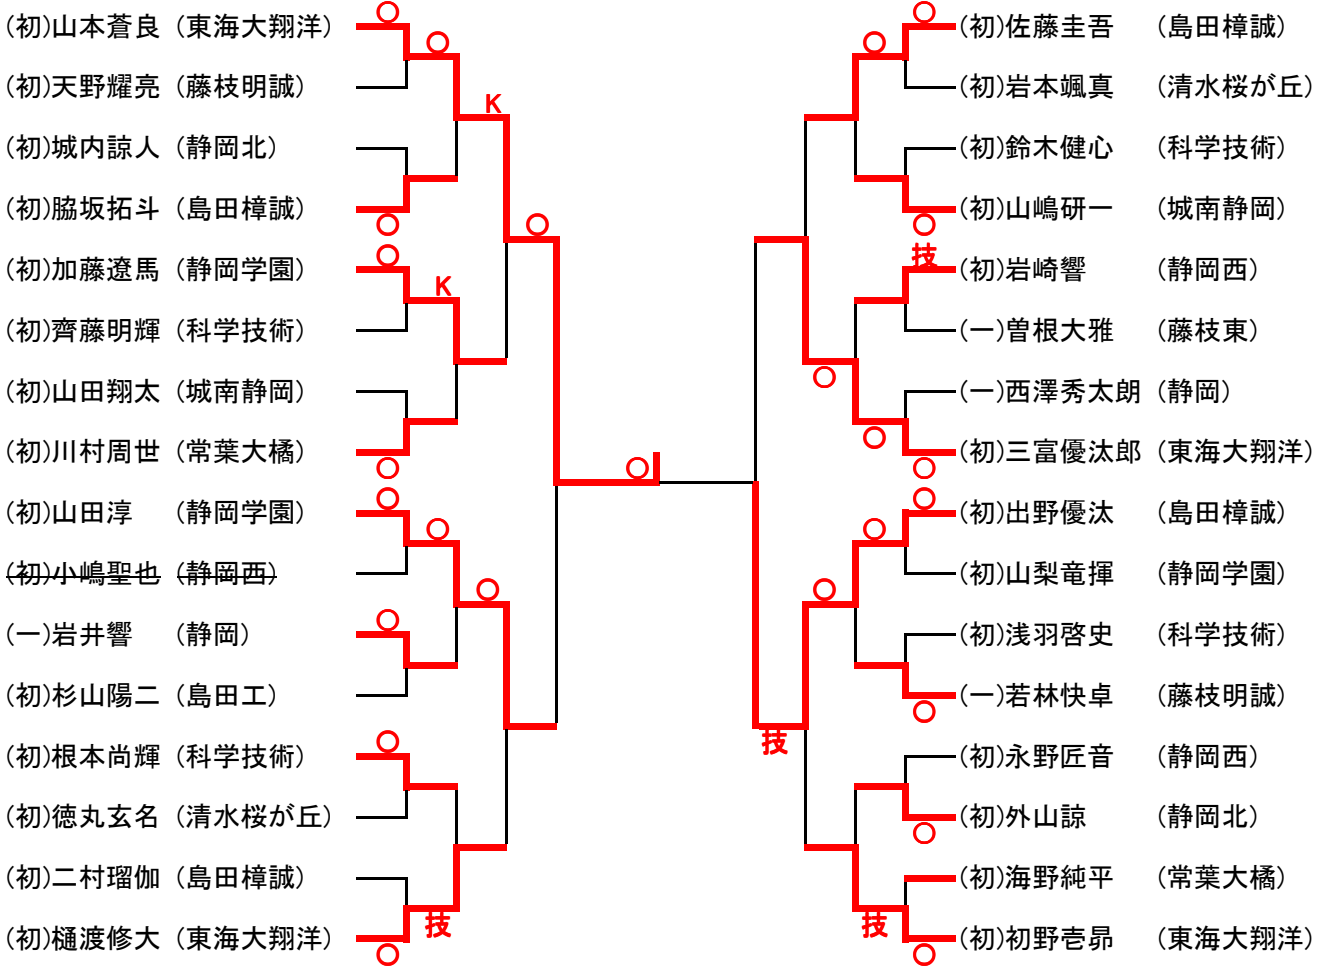 (初)山本蒼良 (東海大翔洋)
(初)天野耀亮 (藤枝明誠)
K
(初)城内諒人 (静岡北)
(初)脇坂拓斗 (島田樟誠)
(初)加藤遼馬 (静岡学園)
K
(初)齊藤明輝 (科学技術)
(初)山田翔太 (城南静岡)
(初)川村周世 (常葉大橘)
(初)山田淳 (静岡学園)
(初)小嶋聖也 (静岡西)
(一)岩井響 (静岡)
(初)杉山陽二 (島田工)
(初)根本尚輝 (科学技術)
(初)徳丸玄名 (清水桜が丘)
(初)二村瑠伽 (島田樟誠)
技
(初)樋渡修大 (東海大翔洋)
(初)佐藤圭吾 (島田樟誠)
(初)岩本颯真 (清水桜が丘)
(初)鈴木健心 (科学技術)
(初)山嶋研一 (城南静岡)
技
(初)岩崎響 (静岡西)
(一)曽根大雅 (藤枝東)
(一)西澤秀太朗 (静岡)
(初)三富優汰郎 (東海大翔洋)
(初)出野優汰 (島田樟誠)
(初)山梨竜揮 (静岡学園)
(初)浅羽啓史 (科学技術)
(一)若林快卓 (藤枝明誠)
技
(初)永野匠音 (静岡西)
(初)外山諒 (静岡北)
(初)海野純平 (常葉大橘)
技
(初)初野壱昴 (東海大翔洋)